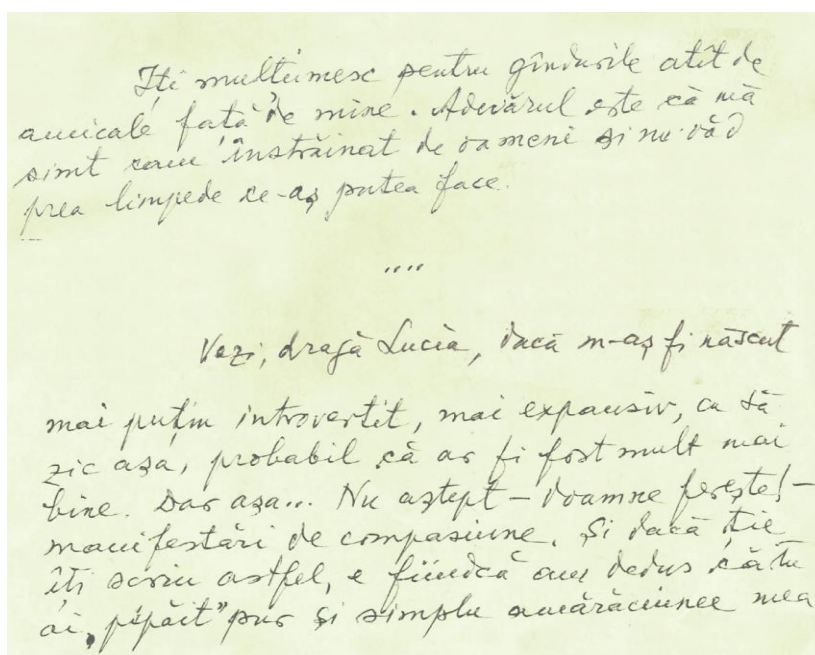 Iți mulțumesc pentru gîndurile atît de
amicale față de mine. Adevărul este că mă
simt cam înstrăinat de oameni și nu văd
prea limpede ce-aș putea face.
....
Vezi, dragă Lucia, dacă m-aș fi născut
mai puțin introvertit, mai expansiv, ca să
zic așa, probabil că ar fi fost mult mai
bine. Dar așa... Nu aștept - Doamne ferește! -
manifestări de compasiune. Și dacă ție
îți scriu astfel, e fiindcă am dedus că tu
ai „pipăit” pur și simplu amărăciunea mea